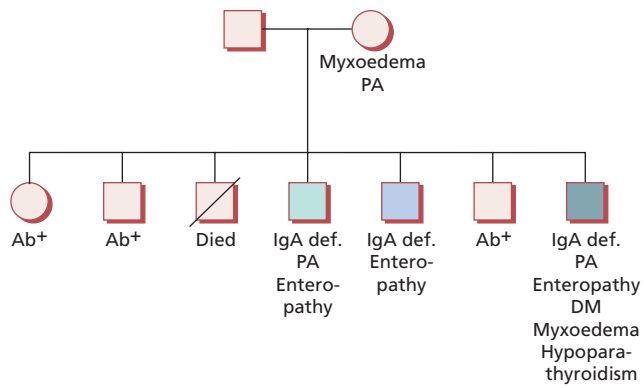 Myxoedema
PA
Ab+
Ab+
Died
IgA def.
PA
Entero-
pathy
IgA def.
Entero-
pathy
Ab+
IgA def.
PA
Enteropathy
DM
Myxoedema
Hypopara-
thyroidism